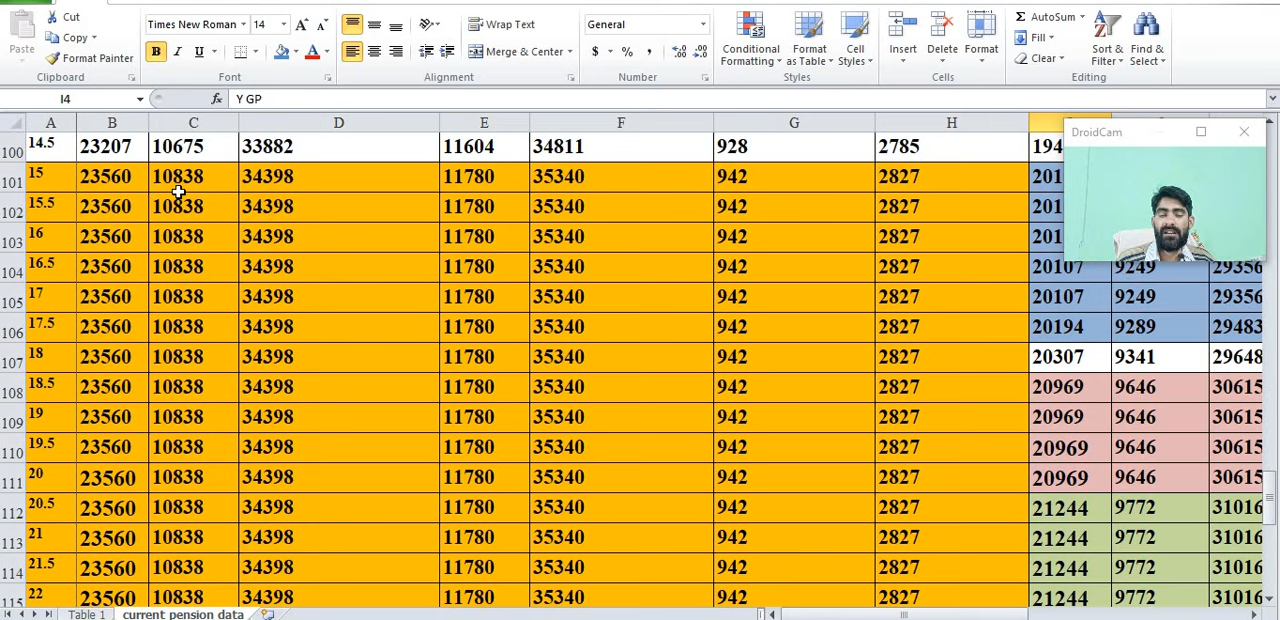 Cut
Copy
Format Painter
Paste
Clipboard
Times New Roman 14 A A
B I U A
Font
Wrap Text
Merge & Center
Alignment
General
$ % , .0 .00 .00 .0
Number
Conditional Formatting
Format as Table
Cell Styles
Styles
Insert
Delete
Format
Cells
Σ AutoSum
Fill
Clear
Sort & Filter
Find & Select
Editing
I4 fx Y GP
A B C D E F G H
DroidCam
100 14.5 23207 10675 33882 11604 34811 928 2785 194
101 15 23560 10838 34398 11780 35340 942 2827 201
102 15.5 23560 10838 34398 11780 35340 942 2827 201
103 16 23560 10838 34398 11780 35340 942 2827 201
104 16.5 23560 10838 34398 11780 35340 942 2827 20107 9249 29356
105 17 23560 10838 34398 11780 35340 942 2827 20107 9249 29356
106 17.5 23560 10838 34398 11780 35340 942 2827 20194 9289 29483
107 18 23560 10838 34398 11780 35340 942 2827 20307 9341 29648
108 18.5 23560 10838 34398 11780 35340 942 2827 20969 9646 30615
109 19 23560 10838 34398 11780 35340 942 2827 20969 9646 30615
110 19.5 23560 10838 34398 11780 35340 942 2827 20969 9646 30615
111 20 23560 10838 34398 11780 35340 942 2827 20969 9646 30615
112 20.5 23560 10838 34398 11780 35340 942 2827 21244 9772 31016
113 21 23560 10838 34398 11780 35340 942 2827 21244 9772 31016
114 21.5 23560 10838 34398 11780 35340 942 2827 21244 9772 31016
115 22 23560 10838 34398 11780 35340 942 2827 21244 9772 31016
Table 1 current pension data